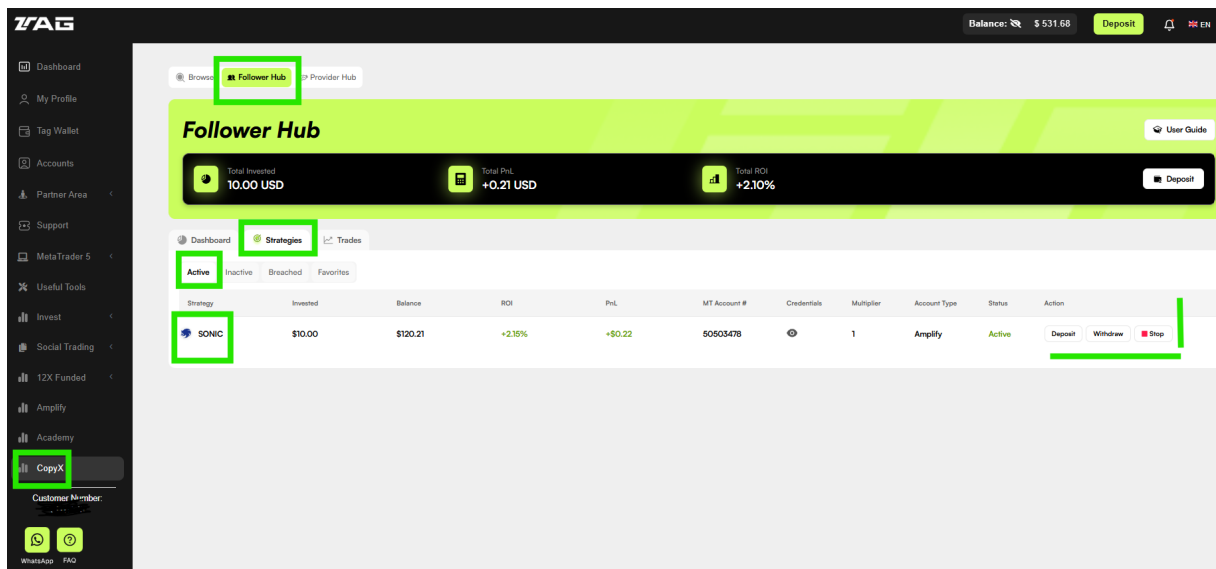 ZTAG
Balance: $ 531.68 Deposit EN
Dashboard
My Profile
Tag Wallet
Accounts
Partner Area
Support
MetaTrader 5
Useful Tools
Invest
Social Trading
12X Funded
Amplify
Academy
CopyX
Customer Number:
WhatsApp FAQ
Browse Follower Hub Provider Hub
Follower Hub
User Guide
Total Invested
10.00 USD
Total PnL
+0.21 USD
Total ROI
+2.10%
Deposit
Dashboard Strategies Trades
Active Inactive Breached Favorites
Strategy Invested Balance ROI PnL MT Account # Credentials Multiplier Account Type Status Action
SONIC $10.00 $120.21 +2.15% +$0.22 50503478 1 Amplify Active Deposit Withdraw Stop